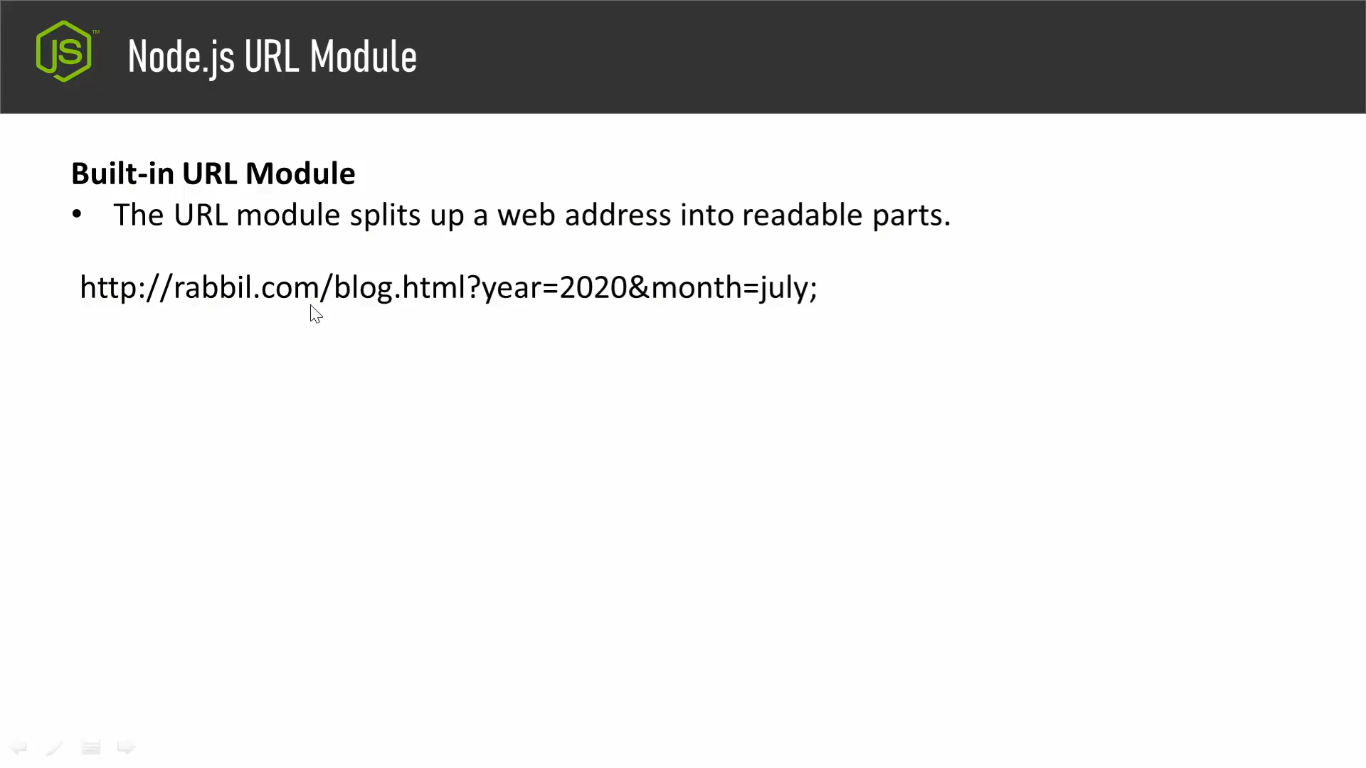 JS™
Node.js URL Module
Built-in URL Module
• The URL module splits up a web address into readable parts.
http://rabbil.com/blog.html?year=2020&month=july;